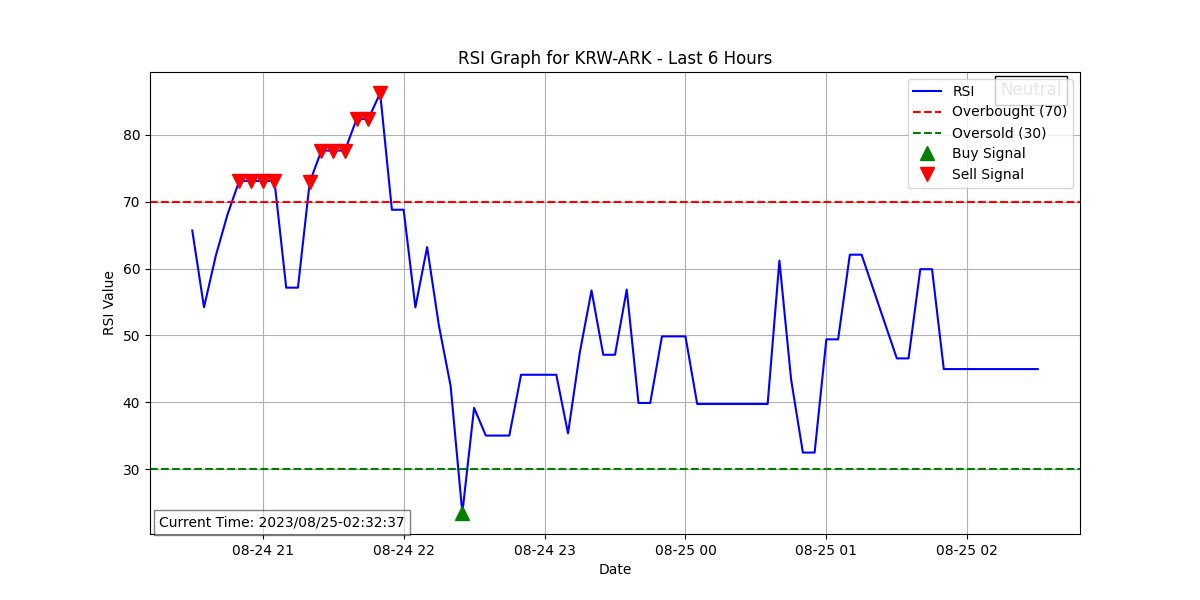 RSI Graph for KRW-ARK - Last 6 Hours
Neutral
RSI
Overbought (70)
Oversold (30)
Buy Signal
Sell Signal
80
70
60
50
40
30
RSI Value
Current Time: 2023/08/25-02:32:37
08-24 21
08-24 22
08-24 23
08-25 00
08-25 01
08-25 02
Date